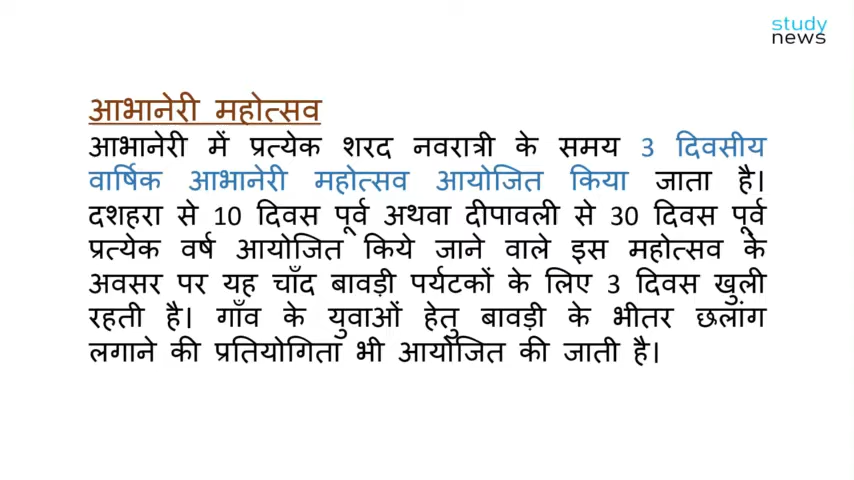 study
news
आभानेरी महोत्सव
आभानेरी में प्रत्येक शरद नवरात्री के समय 3 दिवसीय
वार्षिक आभानेरी महोत्सव आयोजित किया जाता है।
दशहरा से 10 दिवस पूर्व अथवा दीपावली से 30 दिवस पूर्व
प्रत्येक वर्ष आयोजित किये जाने वाले इस महोत्सव के
अवसर पर यह चाँद बावड़ी पर्यटकों के लिए 3 दिवस खुली
रहती है। गाँव के युवाओं हेतु बावड़ी के भीतर छलांग
लगाने की प्रतियोगिता भी आयोजित की जाती है।